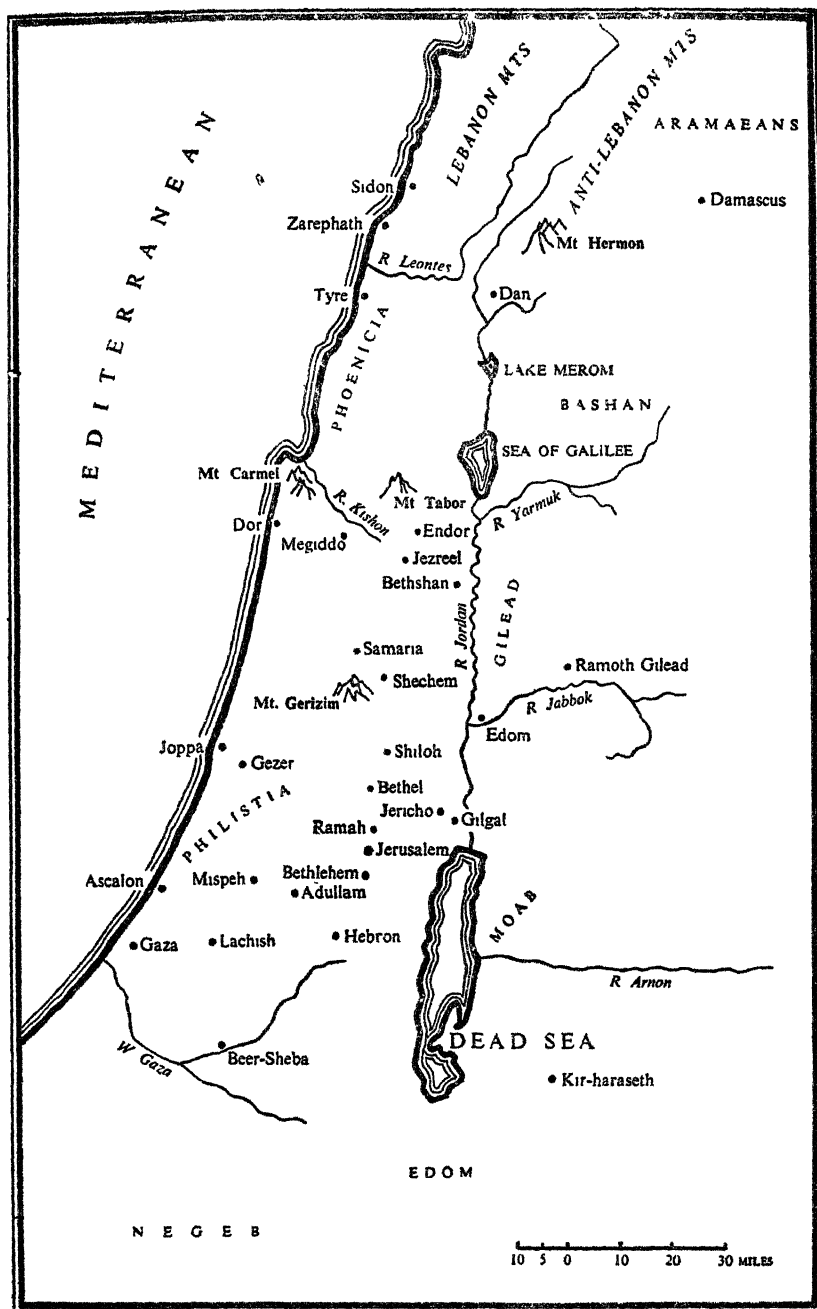 MEDITERRANEAN
LEBANON MTS
ANTI-LEBANON MTS
ARAMAEANS
Sidon
Damascus
Zarephath
Mt Hermon
R Leontes
Tyre
Dan
PHOENICIA
LAKE MEROM
BASHAN
SEA OF GALILEE
Mt Carmel
R. Kishon
Mt Tabor
R Yarmuk
Dor
Megiddo
Endor
Jezreel
Bethshan
R Jordan
GILEAD
Samaria
Ramoth Gilead
Shechem
Mt. Gerizim
R Jabbok
Edom
Joppa
Shiloh
Gezer
Bethel
PHILISTIA
Jericho
Gilgat
Ramah
Jerusalem
Bethlehem
Ascalon
Mispeh
Adullam
MOAB
Gaza
Lachish
Hebron
R Arnon
DEAD SEA
W Gaza
Beer-Sheba
Kir-haraseth
EDOM
NEGEB
10 5 0 10 20 30 MILES